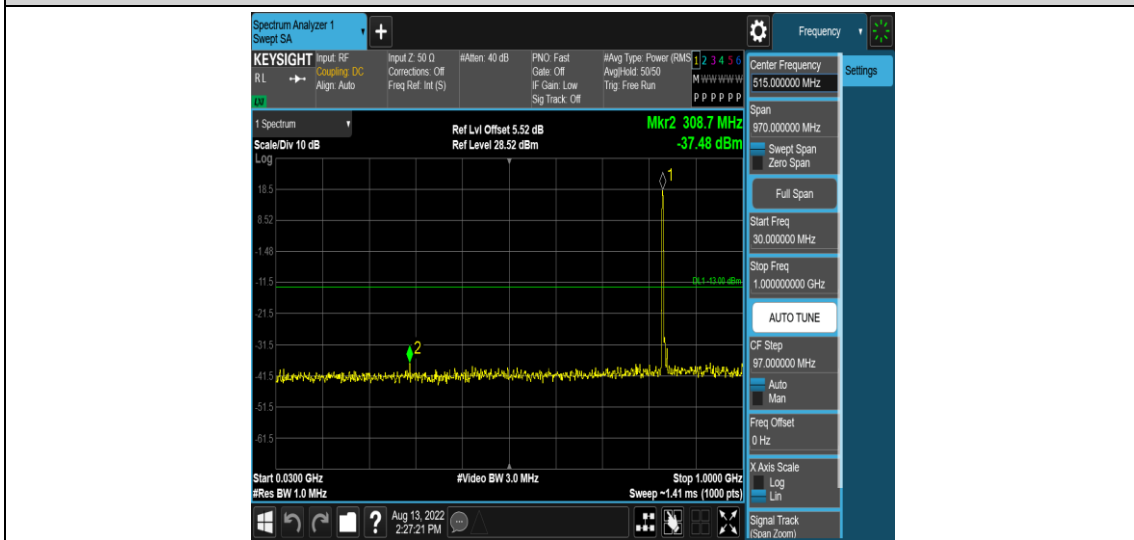 Spectrum Analyzer 1
Swept SA
+
Frequency
KEYSIGHT
RL
LM
Input: RF
Coupling: DC
Align: Auto
Input Z: 50 Ω
Corrections: Off
Freq Ref: Int (S)
#Atten: 40 dB
PNO: Fast
Gate: Off
IF Gain: Low
Sig Track: Off
#Avg Type: Power (RMS
Avg|Hold: 50/50
Trig: Free Run
1 2 3 4 5 6
M W W W W W
P P P P P P
1 Spectrum
Scale/Div 10 dB
Log
Ref Lvl Offset 5.52 dB
Ref Level 28.52 dBm
Mkr2 308.7 MHz
-37.48 dBm
1
18.5
8.52
-1.48
-11.5
DL1 -13.00 dBm
-21.5
-31.5
2
-41.5
-51.5
-61.5
Start 0.0300 GHz
#Res BW 1.0 MHz
#Video BW 3.0 MHz
Stop 1.0000 GHz
Sweep ~1.41 ms (1000 pts)
?
Aug 13, 2022
2:27:21 PM
Center Frequency
515.000000 MHz
Settings
Span
970.000000 MHz
Swept Span
Zero Span
Full Span
Start Freq
30.000000 MHz
Stop Freq
1.000000000 GHz
AUTO TUNE
CF Step
97.000000 MHz
Auto
Man
Freq Offset
0 Hz
X Axis Scale
Log
Lin
Signal Track
(Span Zoom)